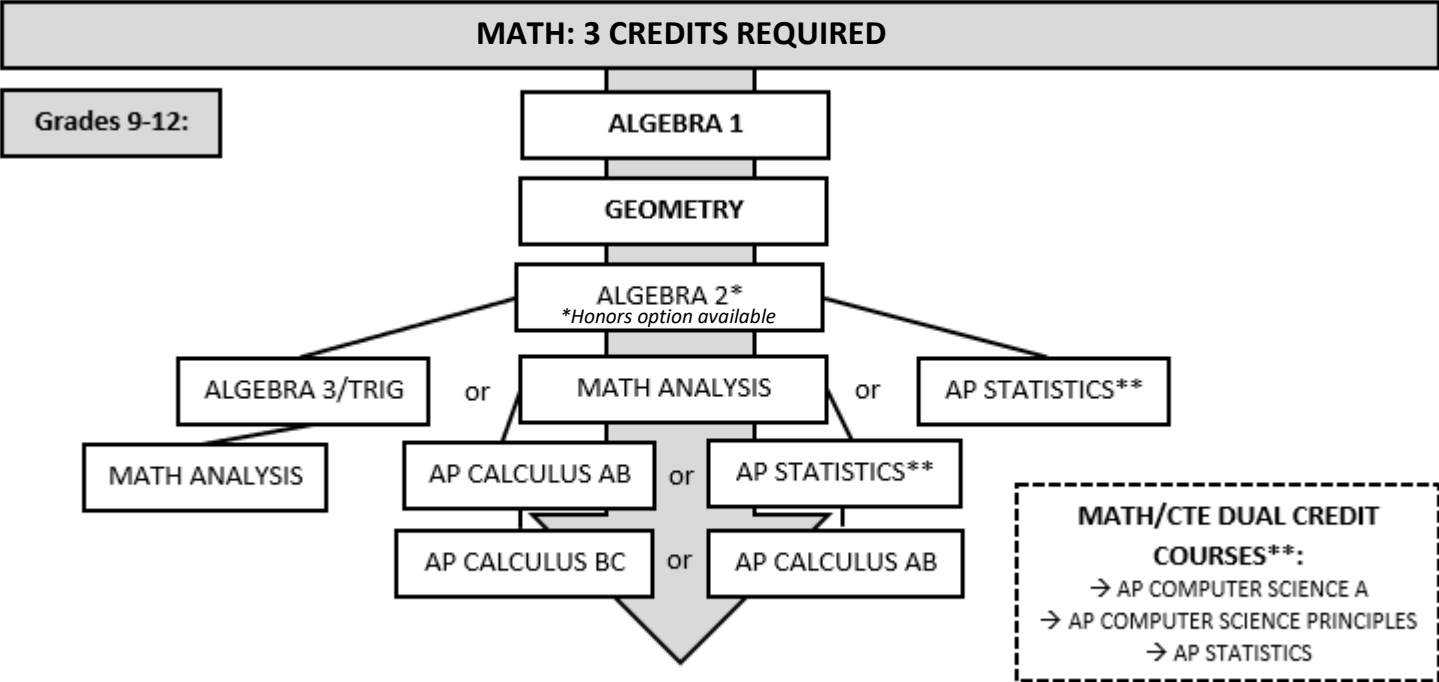 MATH: 3 CREDITS REQUIRED
Grades 9-12:
ALGEBRA 1
GEOMETRY
ALGEBRA 2*
*Honors option available
ALGEBRA 3/TRIG or MATH ANALYSIS or AP STATISTICS**
MATH ANALYSIS AP CALCULUS AB or AP STATISTICS**
AP CALCULUS BC or AP CALCULUS AB
MATH/CTE DUAL CREDIT
COURSES**:
→ AP COMPUTER SCIENCE A
→ AP COMPUTER SCIENCE PRINCIPLES
→ AP STATISTICS